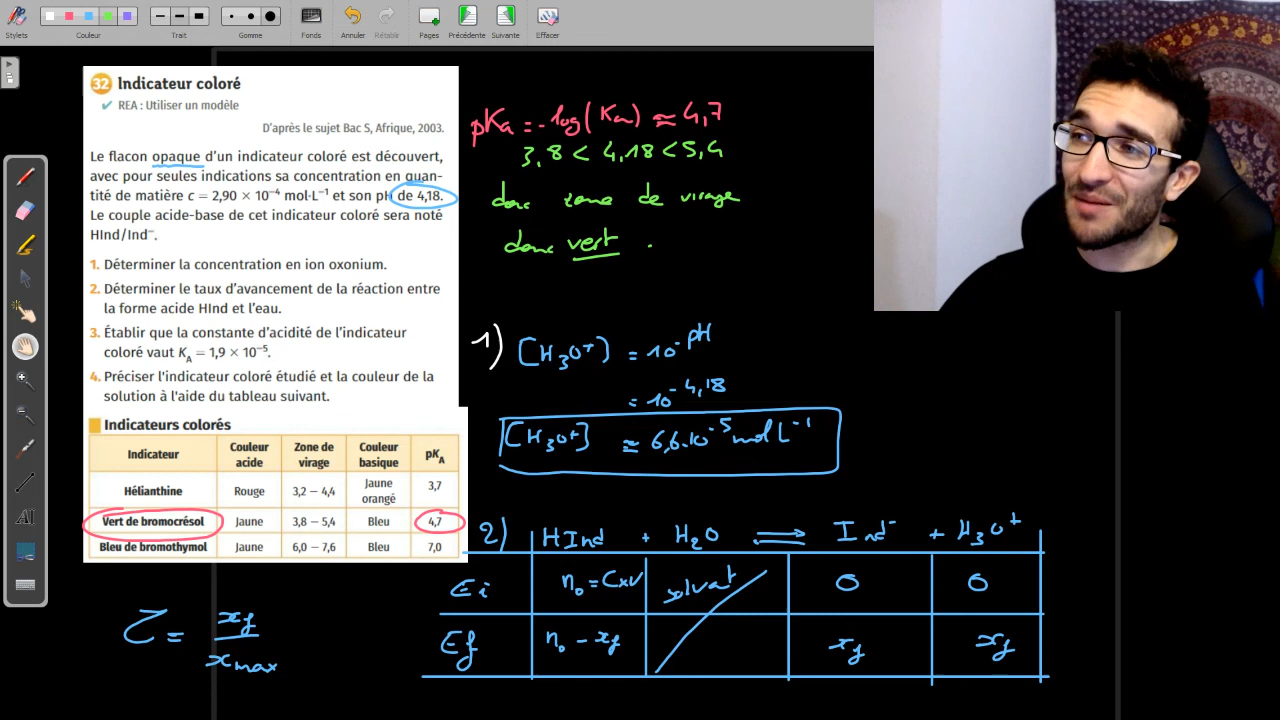 Stylets
Couleur
Trait
Gomme
Fonds
Annuler
Rétablir
Pages
Précédente
Suivante
Effacer
32 Indicateur coloré
✔ REA : Utiliser un modèle
D'après le sujet Bac S, Afrique, 2003.
Le flacon opaque d'un indicateur coloré est découvert,
avec pour seules indications sa concentration en quan-
tité de matière c = 2,90 × 10⁻⁴ mol·L⁻¹ et son pH de 4,18.
Le couple acide-base de cet indicateur coloré sera noté
HInd/Ind⁻.
1. Déterminer la concentration en ion oxonium.
2. Déterminer le taux d'avancement de la réaction entre
la forme acide HInd et l'eau.
3. Établir que la constante d'acidité de l'indicateur
coloré vaut K_A = 1,9 × 10⁻⁵.
4. Préciser l'indicateur coloré étudié et la couleur de la
solution à l'aide du tableau suivant.
Indicateurs colorés
Indicateur Couleur acide Zone de virage Couleur basique pK_A
Hélianthine Rouge 3,2 – 4,4 Jaune orangé 3,7
Vert de bromocrésol Jaune 3,8 – 5,4 Bleu 4,7
Bleu de bromothymol Jaune 6,0 – 7,6 Bleu 7,0
τ = x_f / x_max
pKa = - log(Ka) ≈ 4,7
3,8 < 4,18 < 5,4
donc zone de virage
donc vert .
1) [H₃O⁺] = 10⁻ᵖᴴ
= 10⁻⁴,¹⁸
[H₃O⁺] ≈ 6,6.10⁻⁵ mol L⁻¹
2) HInd + H₂O ⇌ Ind⁻ + H₃O⁺
Ei n₀ = C×V solvant 0 0
Ef n₀ - x_f x_f x_f
AI